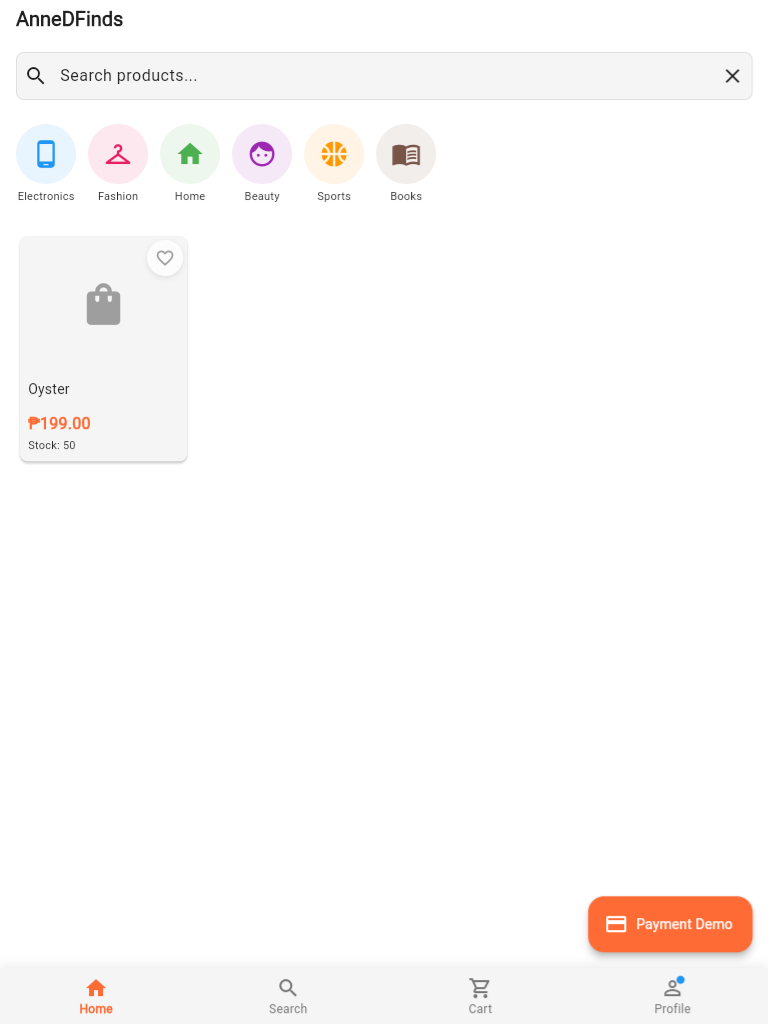 AnneDFinds
Search products...
Electronics
Fashion
Home
Beauty
Sports
Books
Oyster
₱199.00
Stock: 50
Payment Demo
Home
Search
Cart
Profile